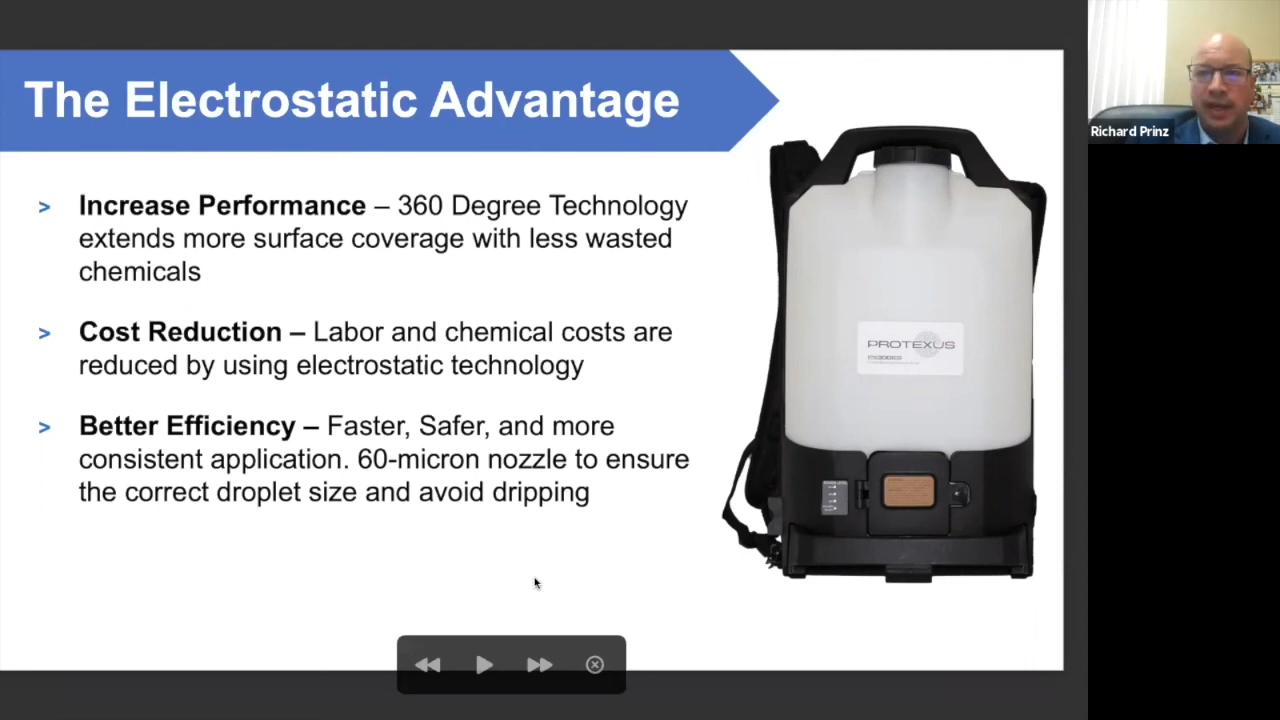 The Electrostatic Advantage
> Increase Performance – 360 Degree Technology
extends more surface coverage with less wasted
chemicals
> Cost Reduction – Labor and chemical costs are
reduced by using electrostatic technology
> Better Efficiency – Faster, Safer, and more
consistent application. 60-micron nozzle to ensure
the correct droplet size and avoid dripping
PROTEXUS
Richard Prinz